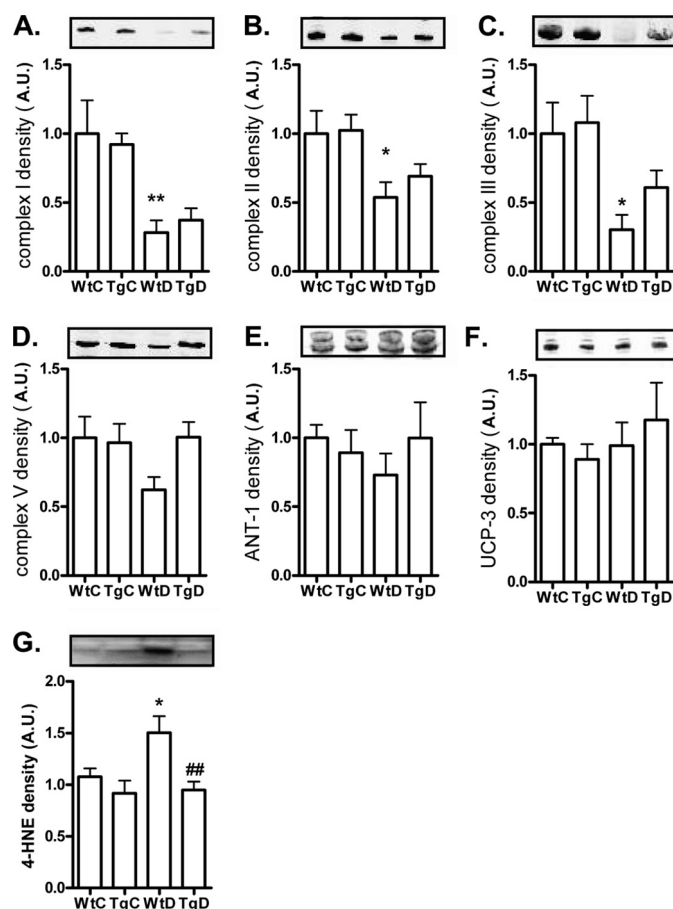 A.
complex I density ( A.U.)
1.5
1.0
0.5
0.0
**
WtC TgC WtD TgD
B.
complex II density ( A.U.)
1.5
1.0
0.5
0.0
*
WtC TgC WtD TgD
C.
complex III density ( A.U.)
1.5
1.0
0.5
0.0
*
WtC TgC WtD TgD
D.
complex V density ( A.U.)
1.5
1.0
0.5
0.0
WtC TgC WtD TgD
E.
ANT-1 density (A.U.)
1.5
1.0
0.5
0.0
WtC TgC WtD TgD
F.
UCP-3 density (A.U.)
1.5
1.0
0.5
0.0
WtC TgC WtD TgD
G.
4-HNE density (A.U.)
2.0
1.5
1.0
0.5
0.0
*
##
WtC TgC WtD TgD